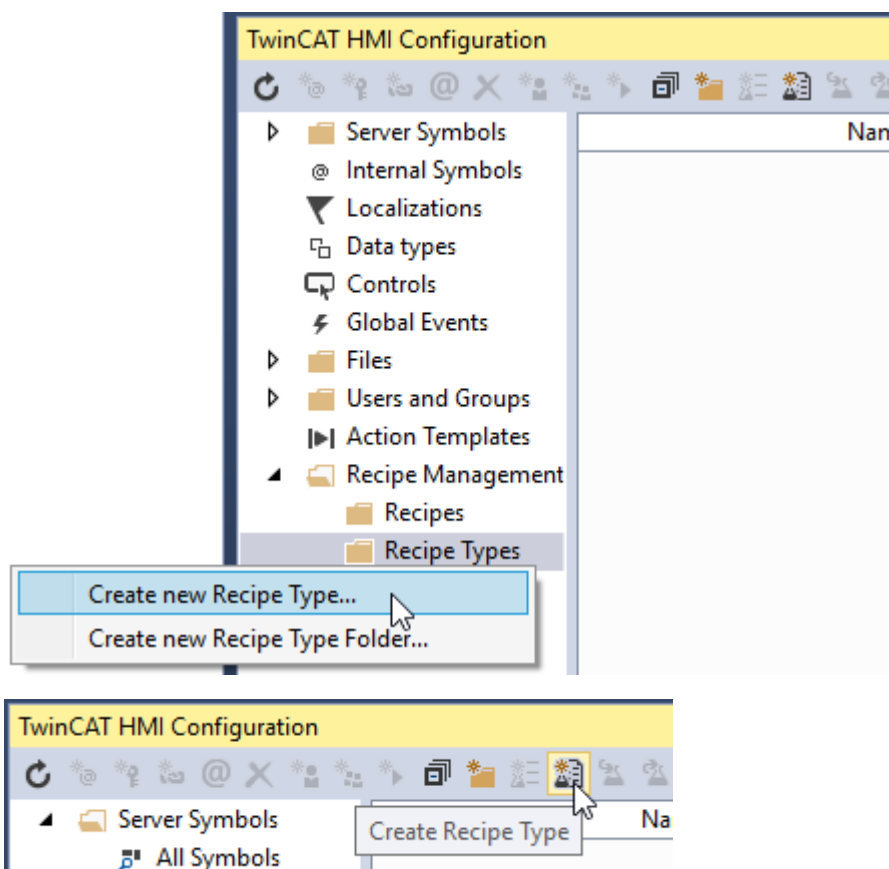 TwinCAT HMI Configuration
Nam
Server Symbols
@ Internal Symbols
Localizations
Data types
Controls
Global Events
Files
Users and Groups
Action Templates
Recipe Management
Recipes
Recipe Types
Create new Recipe Type...
Create new Recipe Type Folder...
TwinCAT HMI Configuration
Server Symbols
Create Recipe Type
Na
All Symbols